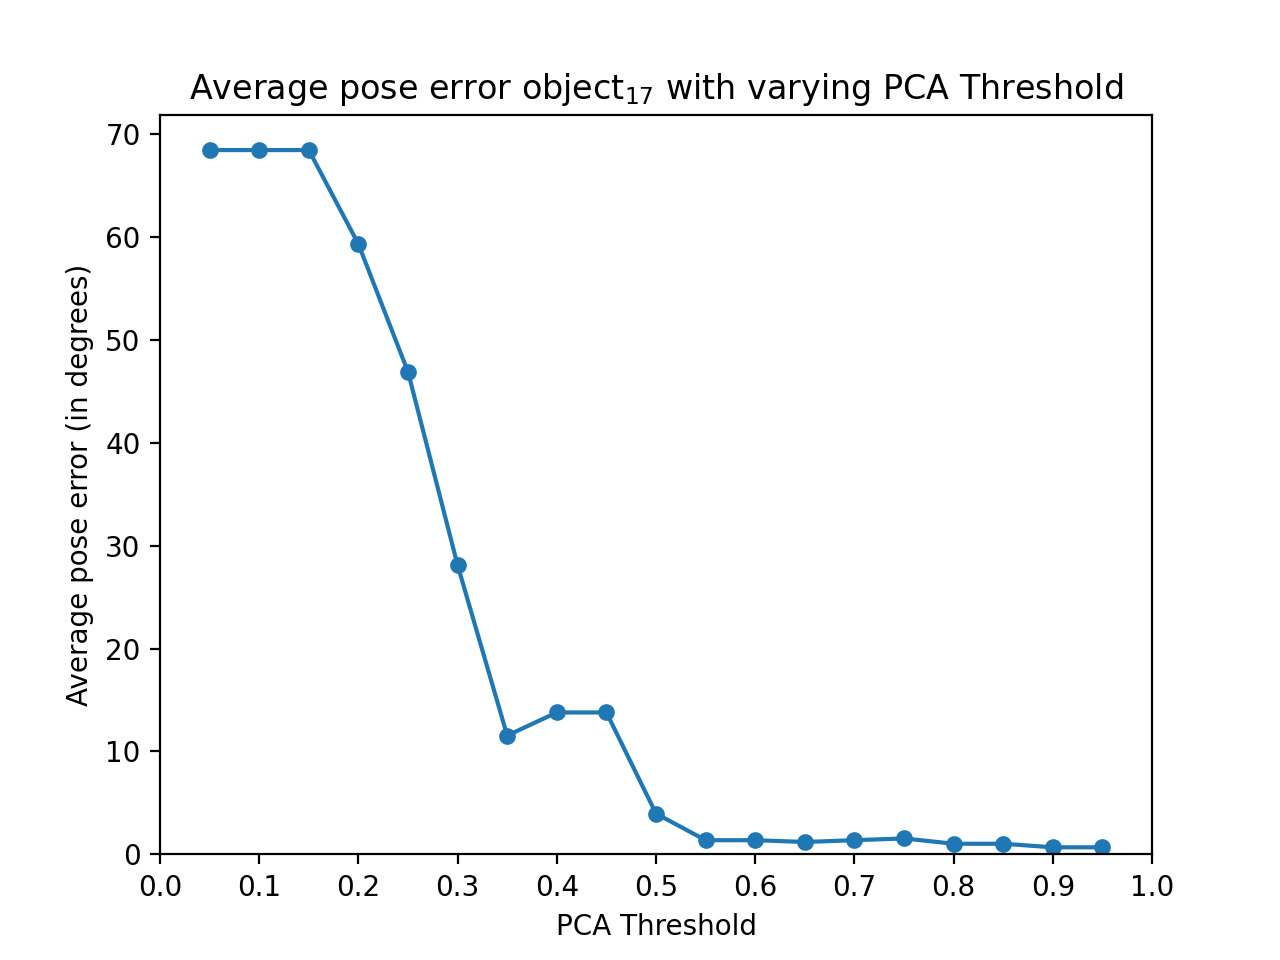 Average pose error object₁₇ with varying PCA Threshold
Average pose error (in degrees)
70
60
50
40
30
20
10
0
0.0 0.1 0.2 0.3 0.4 0.5 0.6 0.7 0.8 0.9 1.0
PCA Threshold